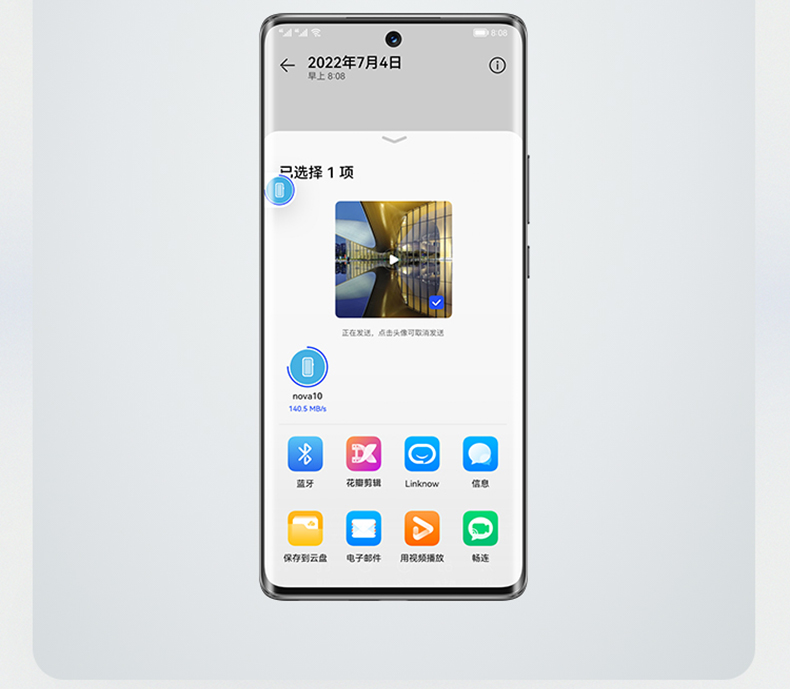 8:08
2022年7月4日
早上 8:08
已选择 1 项
正在发送，点击头像可取消发送
nova10
140.5 MB/s
蓝牙
花瓣剪辑
Linknow
信息
保存到云盘
电子邮件
用视频播放
畅连